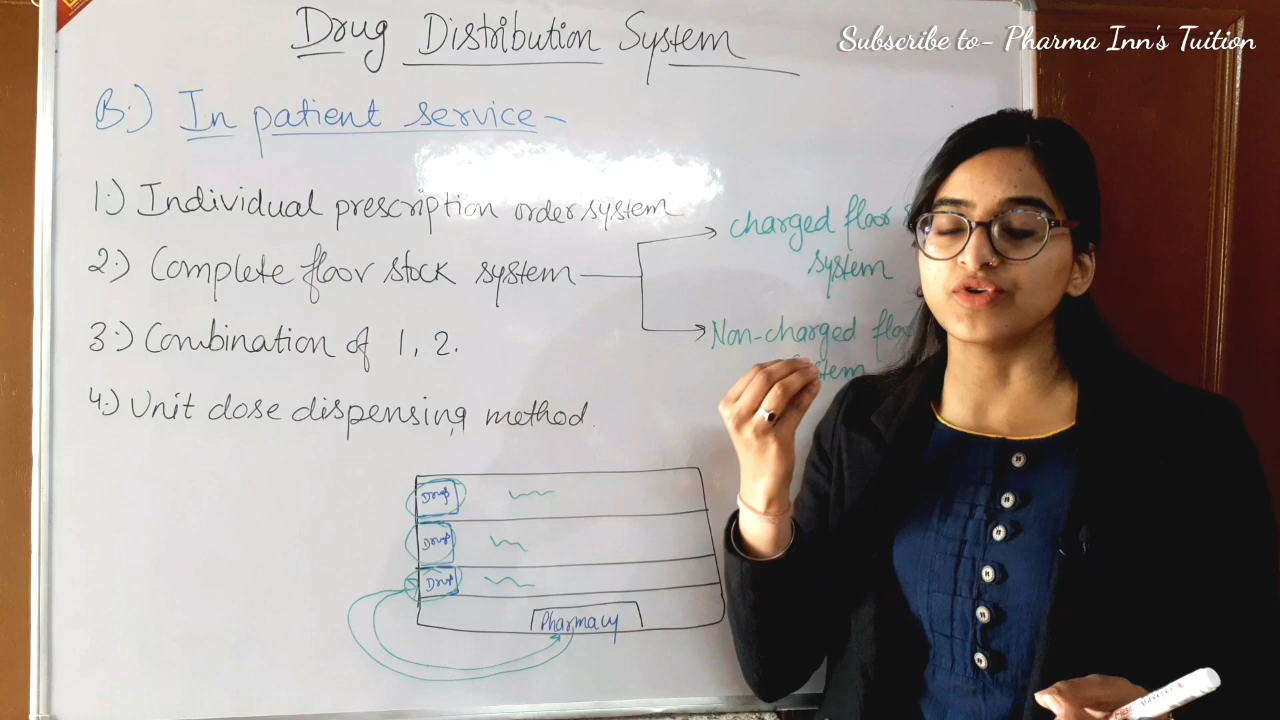 Drug Distribution System
Subscribe to- Pharma Inn's Tuition
B.) In patient service-
1.) Individual prescription order system
2.) Complete floor stock system
charged floor
system
3.) Combination of 1, 2.
Non-charged
4.) Unit dose dispensing method.
Drug
Drug
Drug
Pharmacy